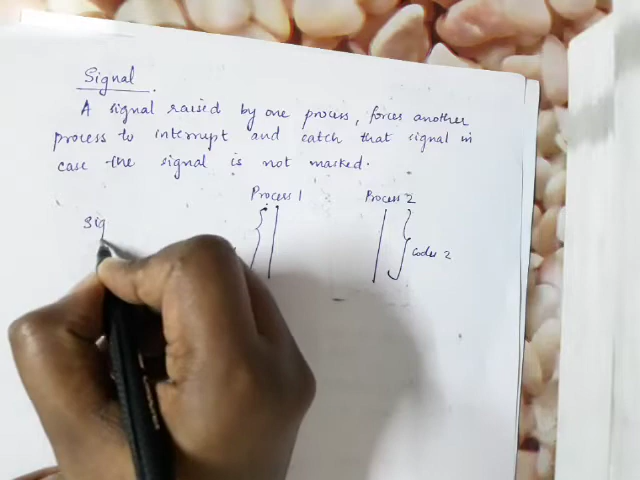 Signal.
A signal raised by one process, forces another
process to interrupt and catch that signal in
case the signal is not masked.
Process 1 Process 2
Sig
Codes 2